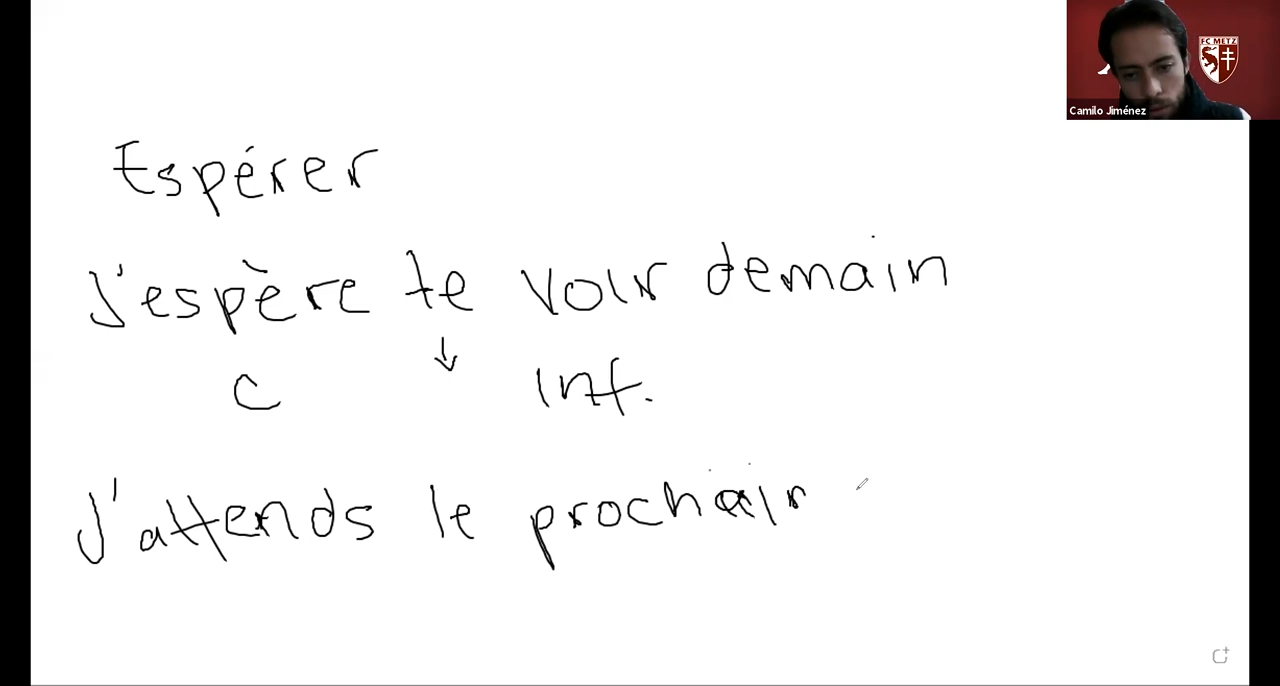 FC METZ
Camilo Jiménez
Espérer
J'espère te voir demain
↓
C inf.
J'attends le prochain